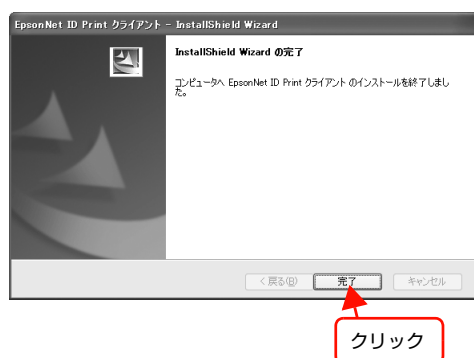 EpsonNet ID Print クライアント - InstallShield Wizard
InstallShield Wizard の完了
コンピュータへ EpsonNet ID Print クライアント のインストールを終了しまし
た。
< 戻る(B)
完了
キャンセル
クリック